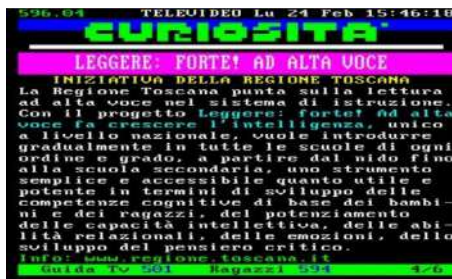 596.04 TELEVIDEO Lu 24 Feb 15:46:18
CURIOSITA'
LEGGERE: FORTE! AD ALTA VOCE
INIZIATIVA DELLA REGIONE TOSCANA
La Regione Toscana punta sulla lettura
ad alta voce nel sistema di istruzione.
Con il progetto Leggere: forte! Ad alta
voce fa crescere l'intelligenza, unico
a livello nazionale, vuole introdurre
gradualmente in tutte le scuole di ogni
ordine e grado, a partire dal nido fino
alla scuola secondaria, uno strumento
semplice e accessibile quanto utile e
potente in termini di sviluppo delle
competenze cognitive di base dei bambi-
ni e dei ragazzi, del potenziamento
delle capacità intellettiva, delle abi-
lità relazionali, delle emozioni, dello
sviluppo del pensiero critico.
Info: www.regione.toscana.it
Guida Tv 501 Ragazzi 594 4/6